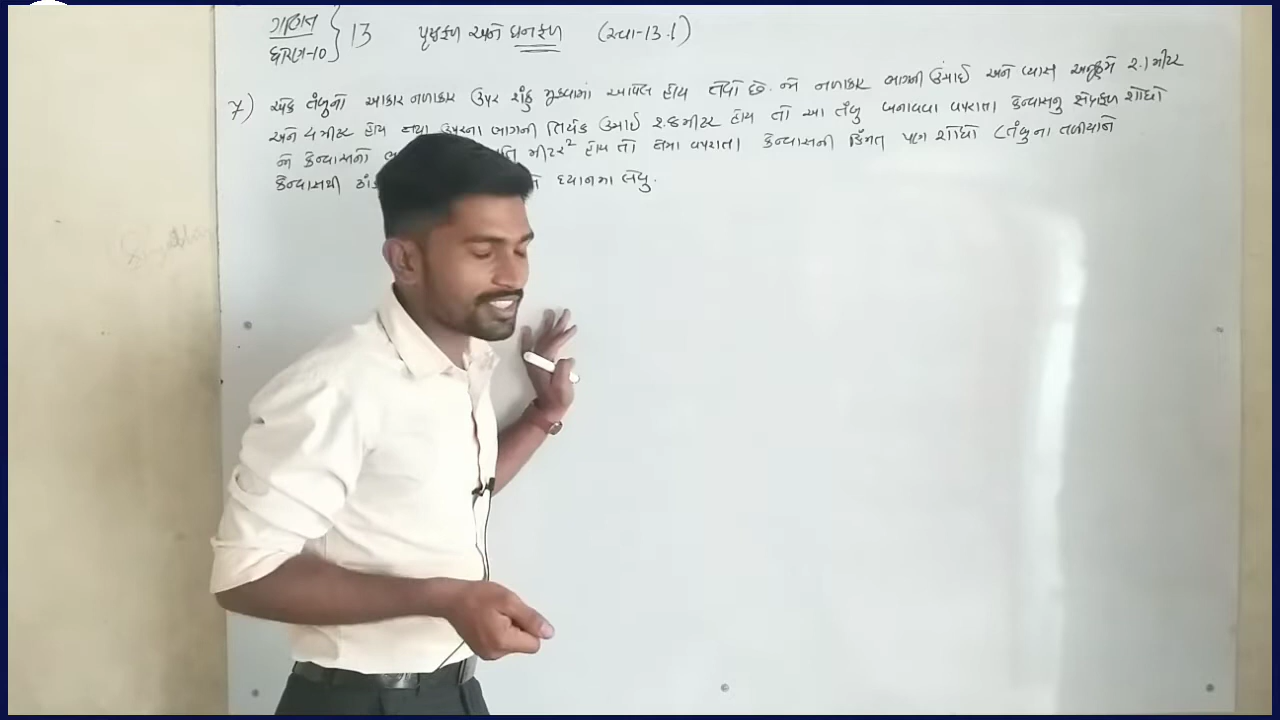 ગણિત
ધોરણ-10 } 13 પૃષ્ઠફળ અને ઘનફળ (સ્વા-13.1)
7) એક તંબુનો આકાર નળાકાર ઉપર શંકુ મુકવામાં આવેલ હોય તેવો છે. જો નળાકાર ભાગની ઉંચાઈ અને વ્યાસ અનુક્રમે 2.1 મીટર
અને 4 મીટર હોય તથા ઉપરના ભાગની તિર્યક ઉંચાઈ 2.8 મીટર હોય તો આ તંબુ બનાવવા વપરાતા કેન્વાસનું ક્ષેત્રફળ શોધો
જો કેન્વાસનો મીટર² હોય તો તેમા વપરાતા કેન્વાસની કિંમત પણ શોધો (તંબુના તળીયાને
કેન્વાસથી ધ્યાનમા લેવુ.